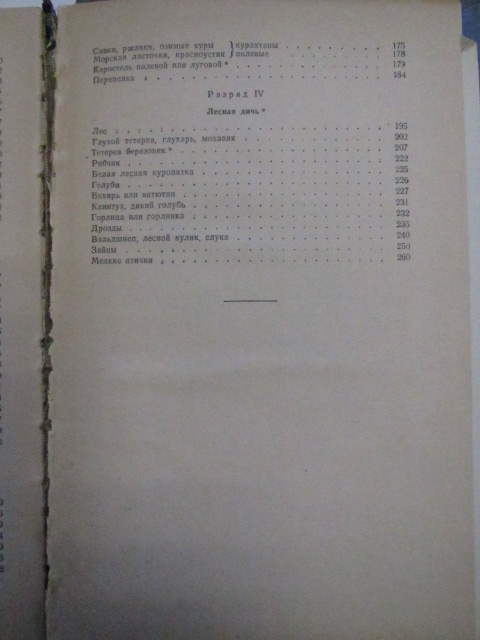 Сивки, ржанки, озимые куры } курахтаны . . . . . . . . . . 175
Морская ласточка, красноустик } полевые . . . . . . . . 178
Коростель полевой или луговой * . . . . . . . . . . . . . 179
Перепелка . . . . . . . . . . . . . . . . . . . . 184
Разряд IV
Лесная дичь *
Лес . . . . . . . . . . . . . . . . . . . . . . . 195
Глухой тетерев, глухарь, моховик . . . . . . . . . . . . 202
Тетерев березовик * . . . . . . . . . . . . . . . . . 207
Рябчик . . . . . . . . . . . . . . . . . . . . . 222
Белая лесная куропатка . . . . . . . . . . . . . . . . 225
Голуби . . . . . . . . . . . . . . . . . . . . . 226
Вяхирь или витютин . . . . . . . . . . . . . . . . . 227
Клинтух, дикий голубь . . . . . . . . . . . . . . . . 231
Горлица или горлинка . . . . . . . . . . . . . . . . 232
Дрозды . . . . . . . . . . . . . . . . . . . . . 235
Вальдшнеп, лесной кулик, слука . . . . . . . . . . . . . 240
Зайцы . . . . . . . . . . . . . . . . . . . . . . 250
Мелкие птички . . . . . . . . . . . . . . . . . . . 260